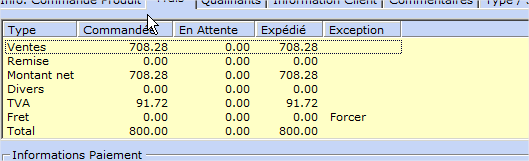 Info. Commande Produit Frais Qualifiants Information Client Commentaires Type /
Type Commandée En Attente Expédié Exception
Ventes 708.28 0.00 708.28
Remise 0.00 0.00 0.00
Montant net 708.28 0.00 708.28
Divers 0.00 0.00 0.00
TVA 91.72 0.00 91.72
Fret 0.00 0.00 0.00 Forcer
Total 800.00 0.00 800.00
Informations Paiement